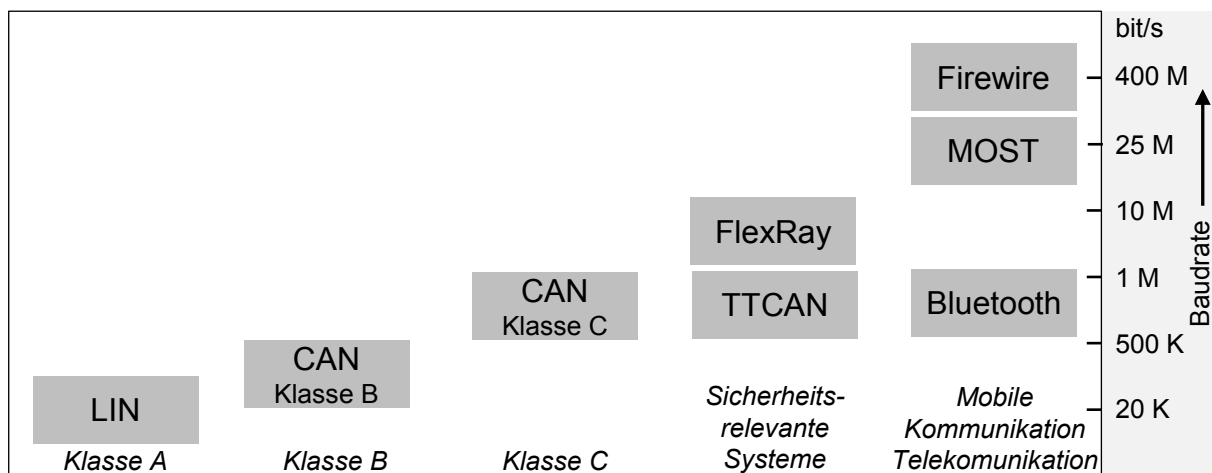 bit/s
Firewire
400 M
MOST
25 M
10 M
FlexRay
Baudrate
1 M
CAN
Klasse C
TTCAN
Bluetooth
500 K
CAN
Klasse B
LIN
20 K
Klasse A
Klasse B
Klasse C
Sicherheits-
relevante
Systeme
Mobile
Kommunikation
Telekomunikation